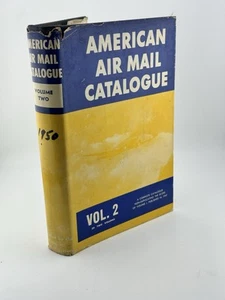 AMERICAN
AIR MAIL
CATALOGUE
VOLUME
TWO
1950
AMERICAN
AIR MAIL
CATALOGUE
VOL. 2